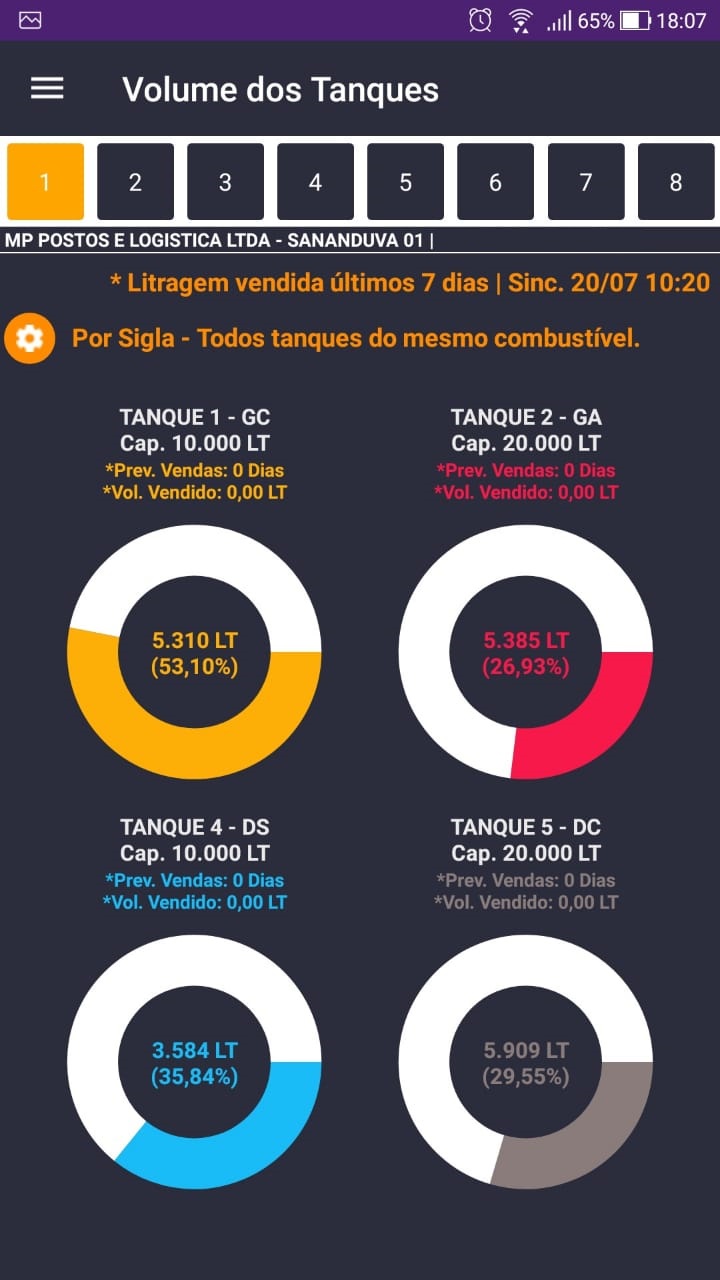 65% 18:07
Volume dos Tanques
1 2 3 4 5 6 7 8
MP POSTOS E LOGISTICA LTDA - SANANDUVA 01 |
* Litragem vendida últimos 7 dias | Sinc. 20/07 10:20
Por Sigla - Todos tanques do mesmo combustível.
TANQUE 1 - GC
Cap. 10.000 LT
*Prev. Vendas: 0 Dias
*Vol. Vendido: 0,00 LT
5.310 LT
(53,10%)
TANQUE 2 - GA
Cap. 20.000 LT
*Prev. Vendas: 0 Dias
*Vol. Vendido: 0,00 LT
5.385 LT
(26,93%)
TANQUE 4 - DS
Cap. 10.000 LT
*Prev. Vendas: 0 Dias
*Vol. Vendido: 0,00 LT
3.584 LT
(35,84%)
TANQUE 5 - DC
Cap. 20.000 LT
*Prev. Vendas: 0 Dias
*Vol. Vendido: 0,00 LT
5.909 LT
(29,55%)